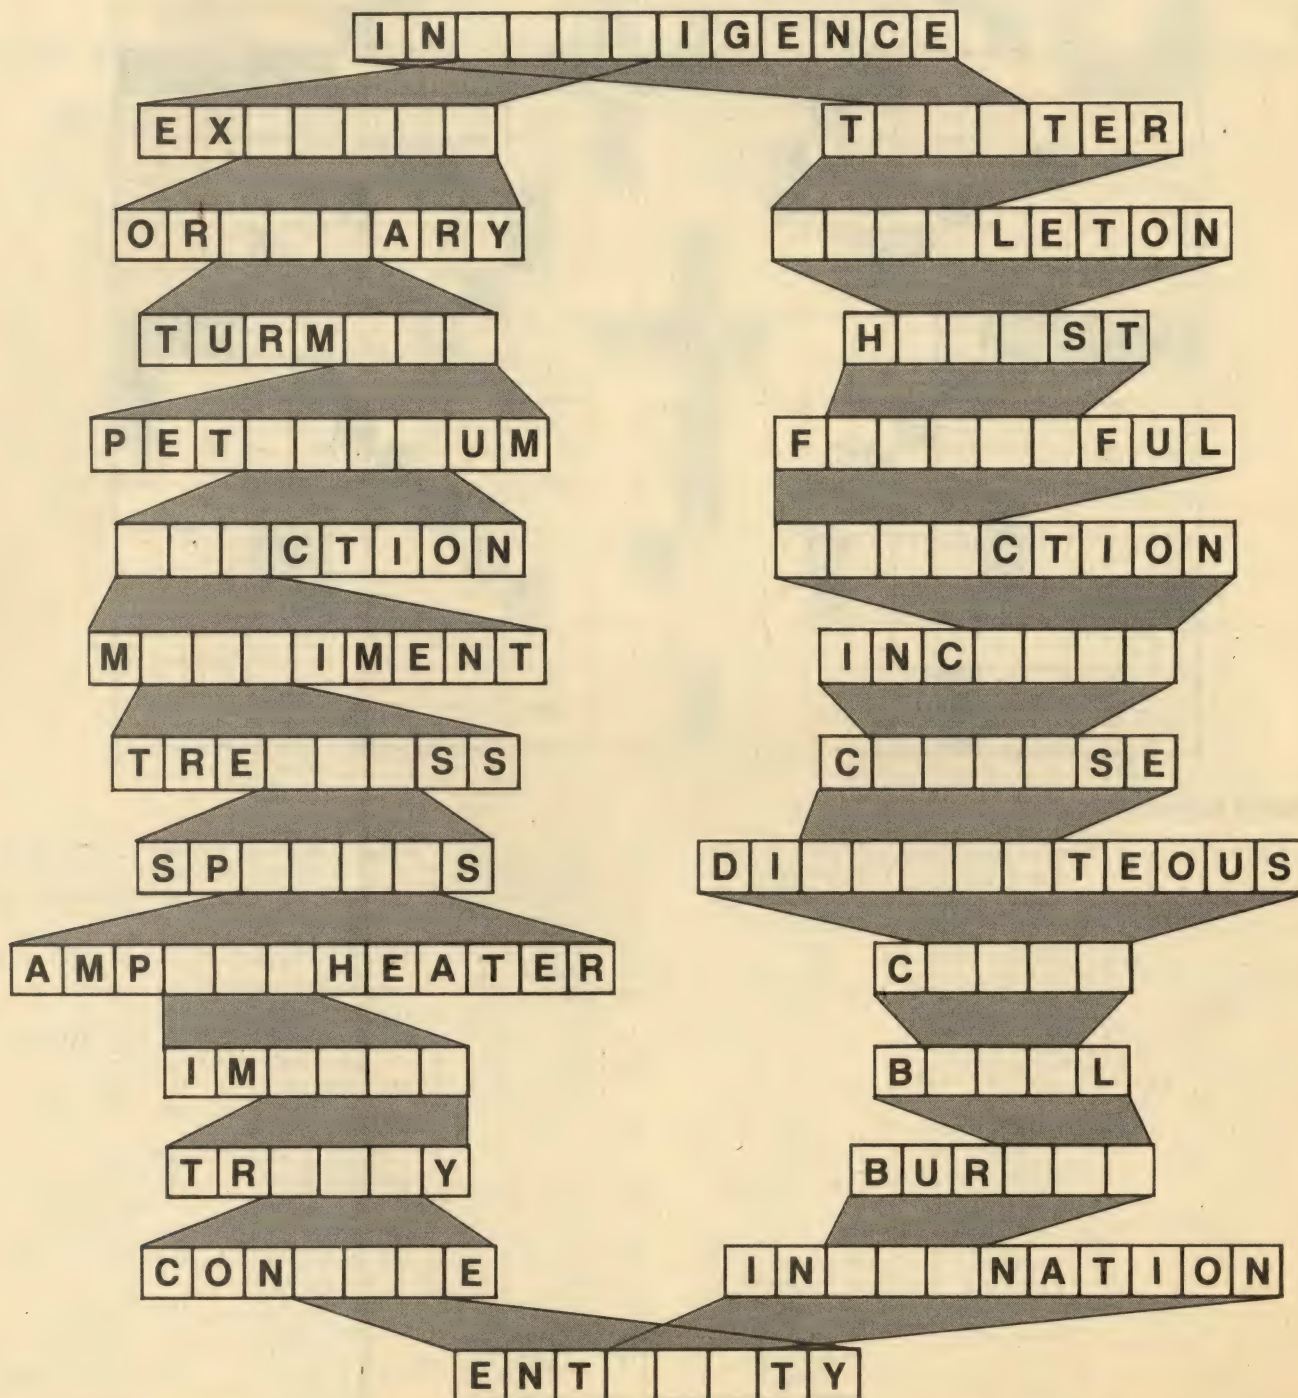 IN IGENCE
EX
T TER
OR ARY
LETON
TURM
H ST
PET UM
F FUL
CTION
CTION
M IMENT
INC
TRE SS
C SE
SP S
DI TEOUS
AMP HEATER
C
IM
B L
TR Y
BUR
CON E
IN NATION
ENT TY